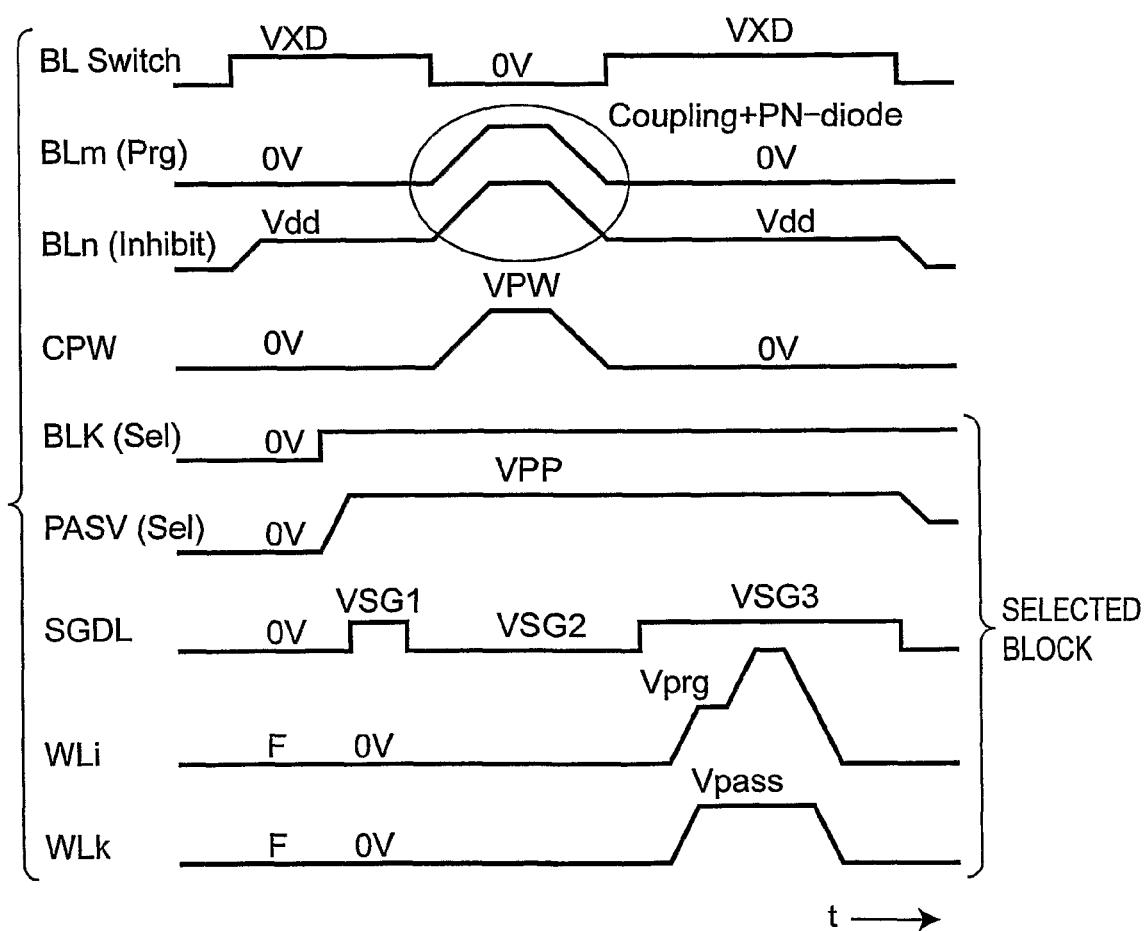 BL Switch VXD 0V VXD
Coupling+PN-diode
BLm (Prg) 0V 0V
BLn (Inhibit) Vdd Vdd
VPW
CPW 0V 0V
BLK (Sel) 0V
VPP
PASV (Sel) 0V
SGDL 0V VSG1 VSG2 VSG3
SELECTED
BLOCK
Vprg
WLi F 0V
Vpass
WLk F 0V
t